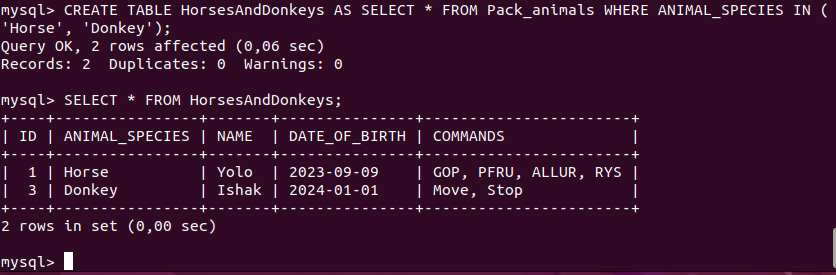 mysql> CREATE TABLE HorsesAndDonkeys AS SELECT * FROM Pack_animals WHERE ANIMAL_SPECIES IN (
'Horse', 'Donkey');
Query OK, 2 rows affected (0,06 sec)
Records: 2  Duplicates: 0  Warnings: 0

mysql> SELECT * FROM HorsesAndDonkeys;
+----+----------------+-------+---------------+-----------------------+
| ID | ANIMAL_SPECIES | NAME  | DATE_OF_BIRTH | COMMANDS              |
+----+----------------+-------+---------------+-----------------------+
|  1 | Horse          | Yolo  | 2023-09-09    | GOP, PFRU, ALLUR, RYS |
|  3 | Donkey         | Ishak | 2024-01-01    | Move, Stop            |
+----+----------------+-------+---------------+-----------------------+
2 rows in set (0,00 sec)

mysql>